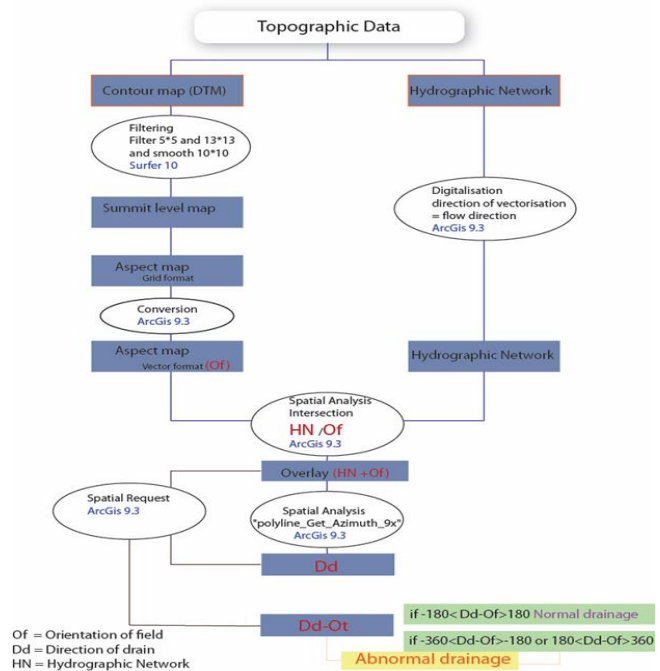 Topographic Data
Contour map (DTM)
Hydrographic Network
Filtering
Filter 5*5 and 13*13
and smooth 10*10
Surfer 10
Digitalisation
direction of vectorisation
= flow direction
ArcGis 9.3
Summit level map
Aspect map
Grid format
Conversion
ArcGis 9.3
Aspect map
Vector format (Of)
Hydrographic Network
Spatial Analysis
Intersection
HN /Of
ArcGis 9.3
Overlay (HN +Of)
Spatial Request
ArcGis 9.3
Spatial Analysis
"polyline_Get_Azimuth_9x"
ArcGis 9.3
Dd
Dd-Ot
if -180<Dd-Of>180 Normal drainage
if -360<Dd-Of>-180 or 180<Dd-Of>360
Abnormal drainage
Of = Orientation of field
Dd = Direction of drain
HN = Hydrographic Network